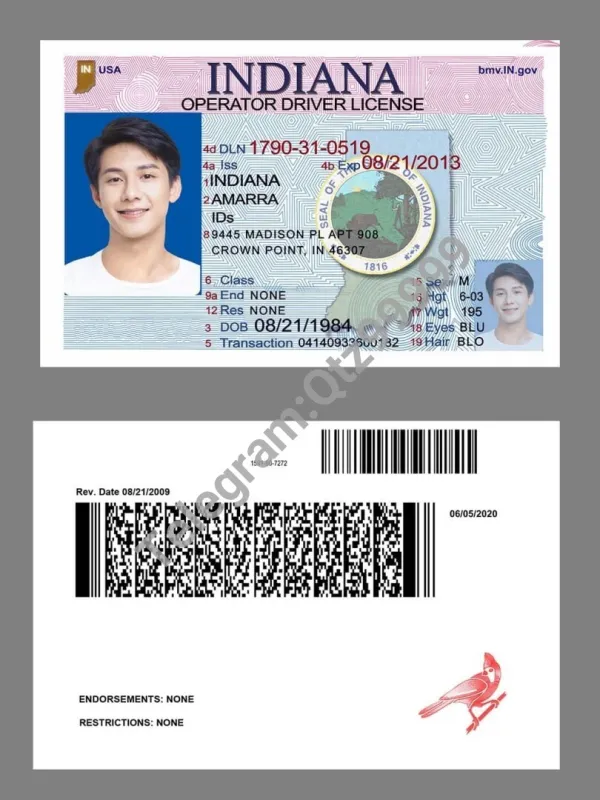 IN USA
INDIANA
bmv.IN.gov
OPERATOR DRIVER LICENSE
4d DLN 1790-31-0519
4a Iss
4b Exp 08/21/2013
1 INDIANA
2 AMARRA
IDs
8 9445 MADISON PL APT 908
CROWN POINT, IN 46307
SEAL OF THE OF INDIANA
1816
6 Class
9a End NONE
12 Res NONE
3 DOB 08/21/1984
5 Transaction 04140933600182
M
16 Hgt 6-03
17 Wgt 195
18 Eyes BLU
19 Hair BLO
Rev. Date 08/21/2009
06/05/2020
ENDORSEMENTS: NONE
RESTRICTIONS: NONE